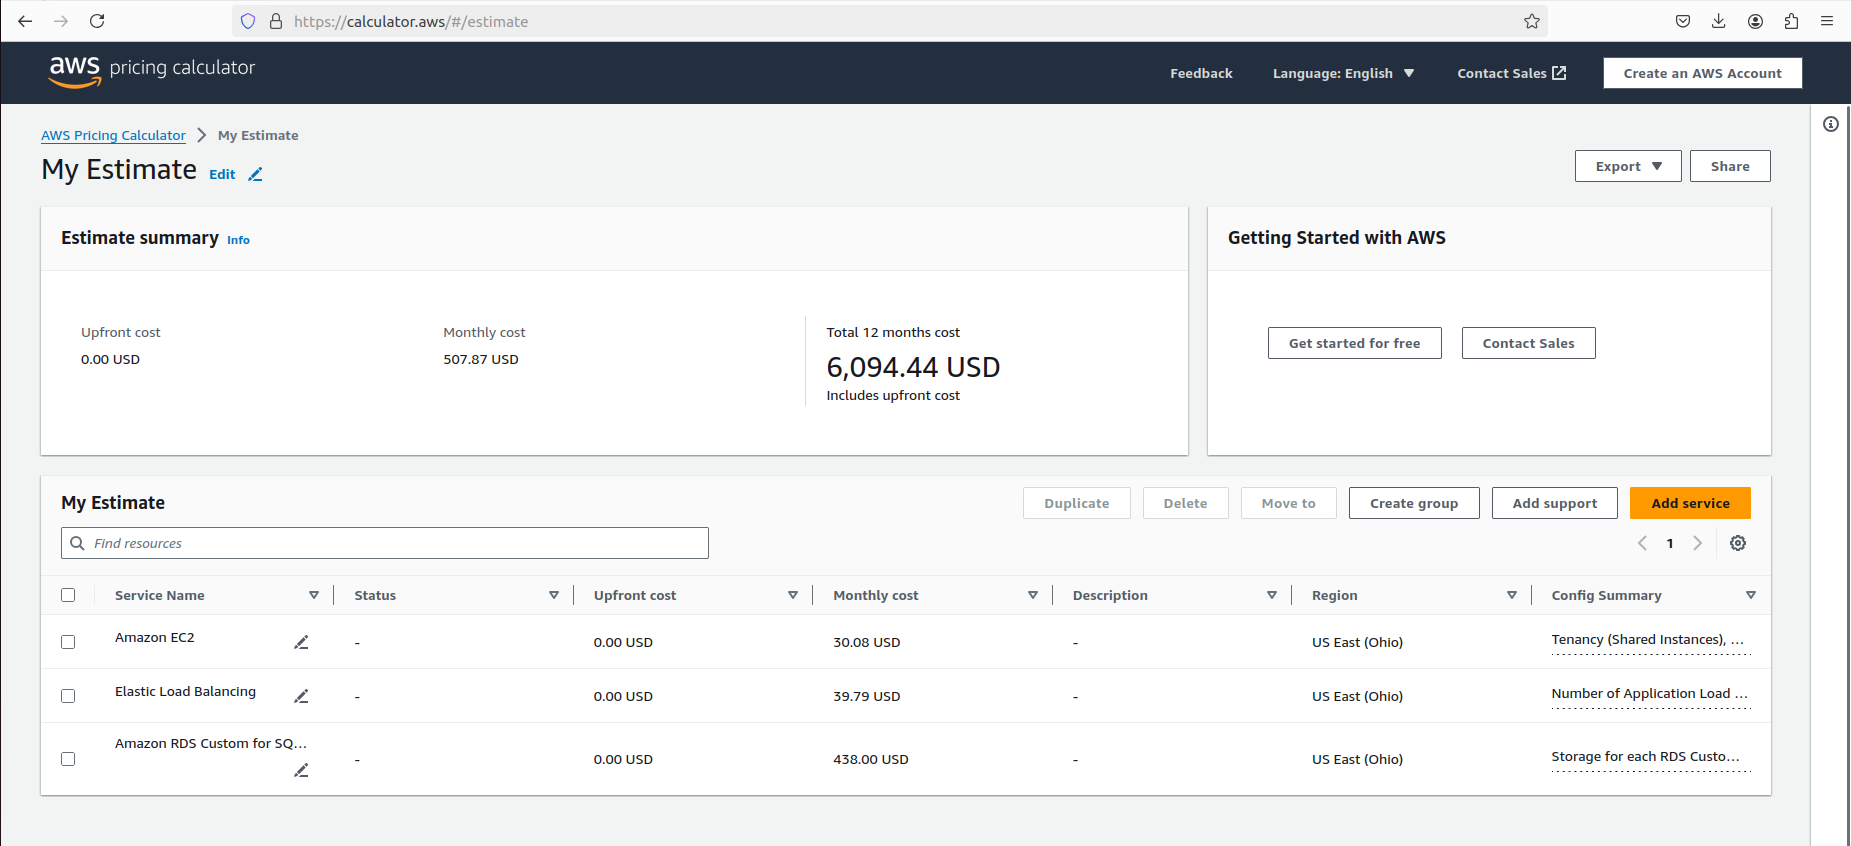 https://calculator.aws/#/estimate
aws pricing calculator
Feedback
Language: English
Contact Sales
Create an AWS Account
AWS Pricing Calculator
My Estimate
My Estimate
Edit
Export
Share
Estimate summary
Info
Getting Started with AWS
Upfront cost
0.00 USD
Monthly cost
507.87 USD
Total 12 months cost
6,094.44 USD
Includes upfront cost
Get started for free
Contact Sales
My Estimate
Duplicate
Delete
Move to
Create group
Add support
Add service
Find resources
1
Service Name
Status
Upfront cost
Monthly cost
Description
Region
Config Summary
Amazon EC2
-
0.00 USD
30.08 USD
-
US East (Ohio)
Tenancy (Shared Instances), ...
Elastic Load Balancing
-
0.00 USD
39.79 USD
-
US East (Ohio)
Number of Application Load ...
Amazon RDS Custom for SQ...
-
0.00 USD
438.00 USD
-
US East (Ohio)
Storage for each RDS Custo...